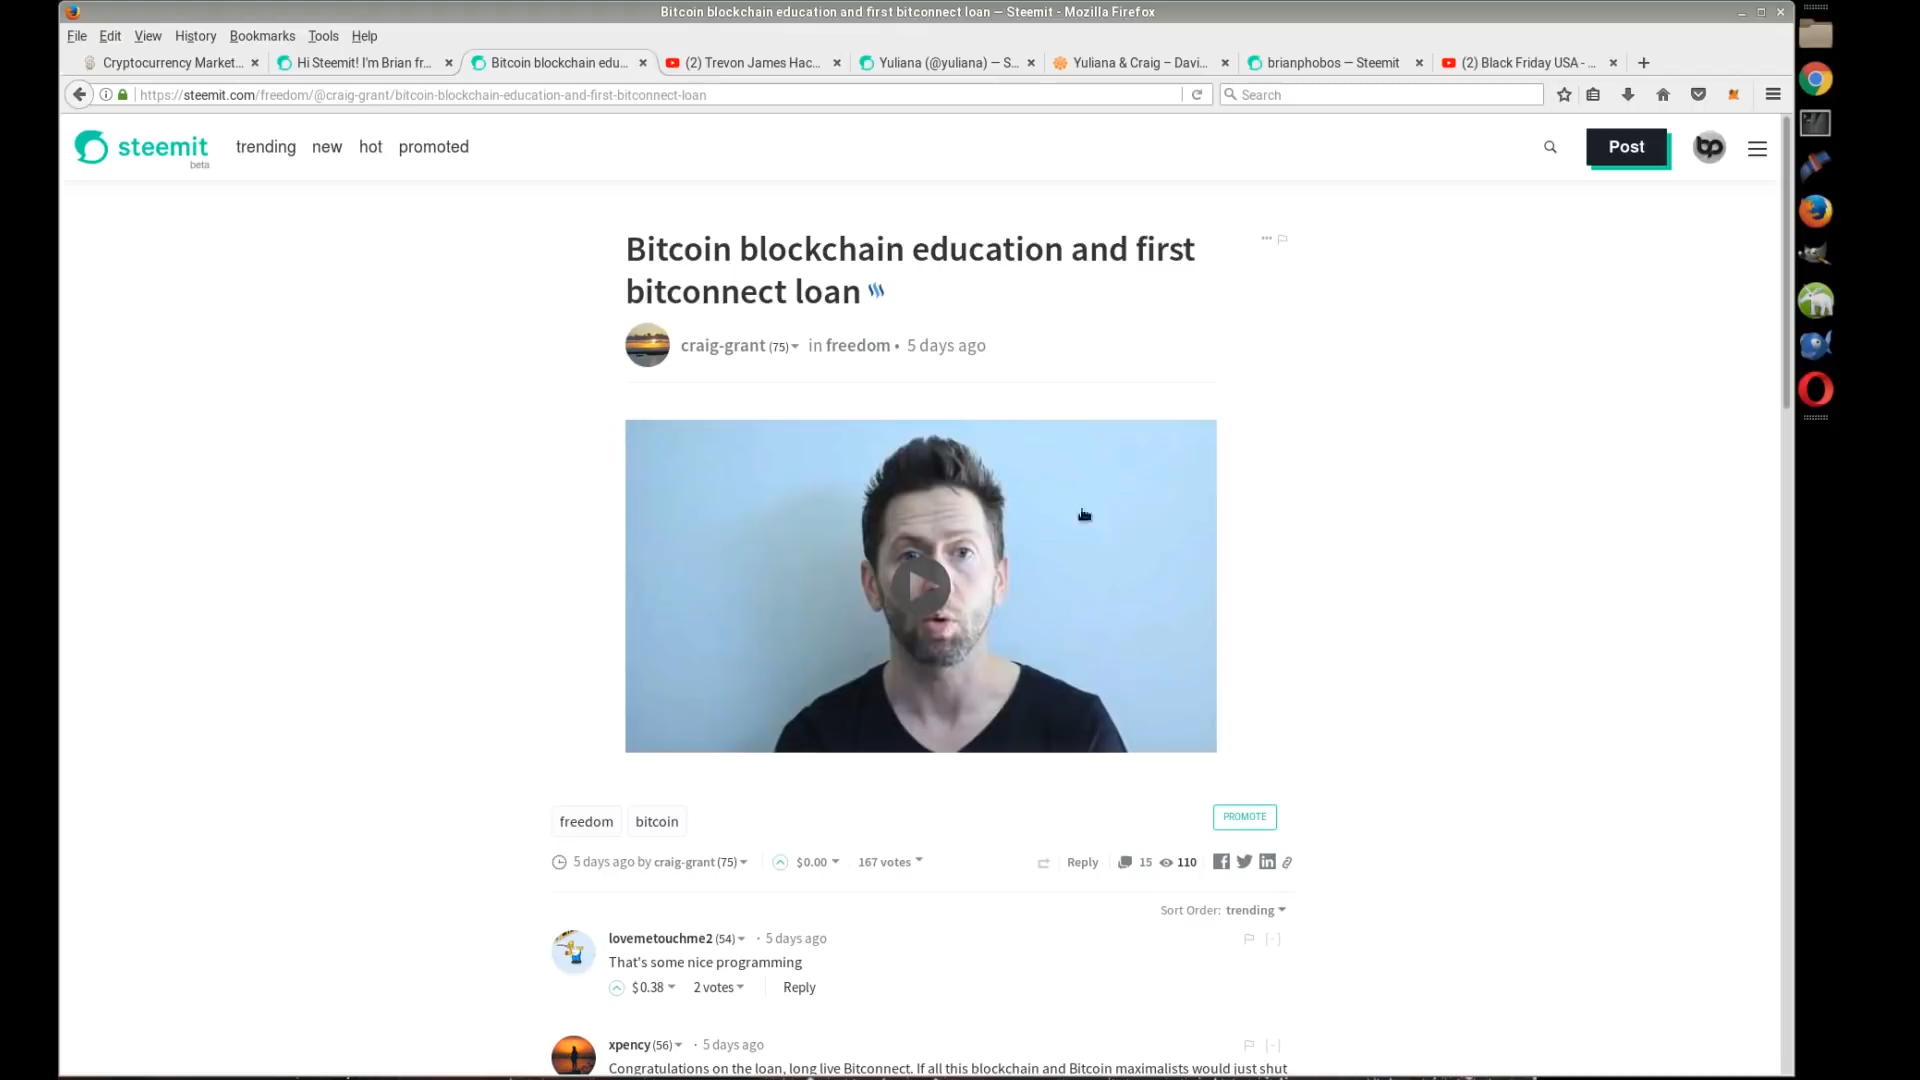 Bitcoin blockchain education and first bitconnect loan — Steemit - Mozilla Firefox
File Edit View History Bookmarks Tools Help
Cryptocurrency Market... Hi Steemit! I'm Brian fr... Bitcoin blockchain edu... (2) Trevon James Hac... Yuliana (@yuliana) — S... Yuliana & Craig – Davi... brianphobos — Steemit (2) Black Friday USA - ...
https://steemit.com/freedom/@craig-grant/bitcoin-blockchain-education-and-first-bitconnect-loan Search
steemit beta trending new hot promoted Post bp
Bitcoin blockchain education and first
bitconnect loan
craig-grant (75) in freedom • 5 days ago
freedom bitcoin PROMOTE
5 days ago by craig-grant (75) $0.00 167 votes Reply 15 110
Sort Order: trending
lovemetouchme2 (54) · 5 days ago [-]
That's some nice programming
$0.38 2 votes Reply
xpency (56) · 5 days ago [-]
Congratulations on the loan, long live Bitconnect. If all this blockchain and Bitcoin maximalists would just shut